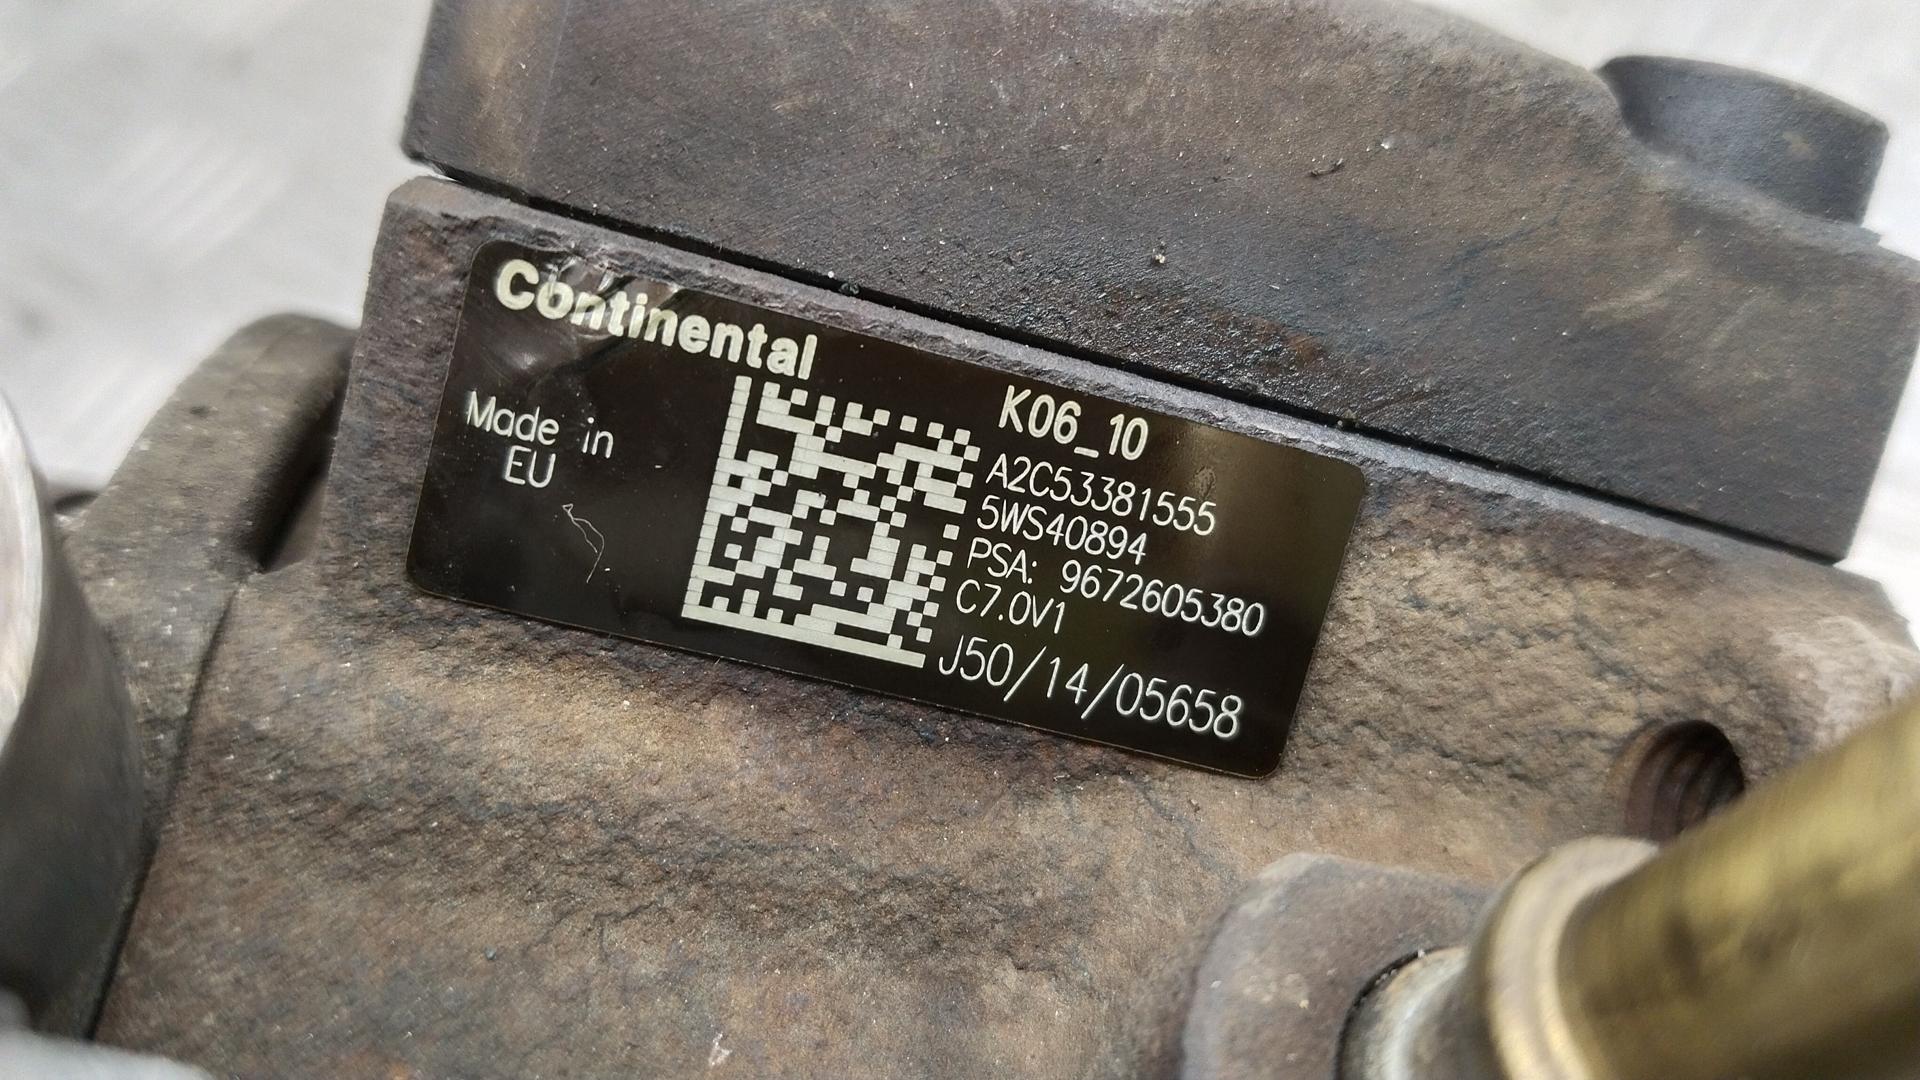 Continental
Made in
EU
K06_10
A2C53381555
5WS40894
PSA: 9672605380
C7.0V1
J50/14/05658